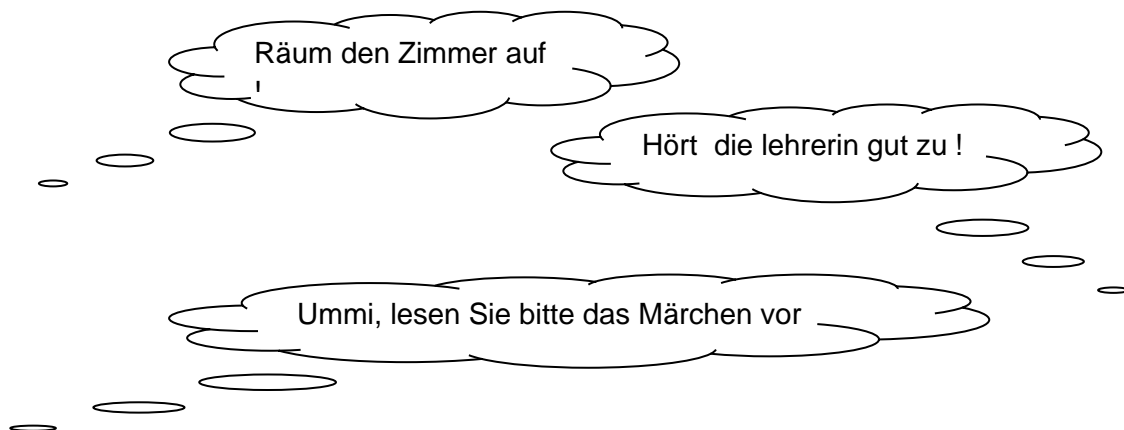 Räum den Zimmer auf
!
Hört  die lehrerin gut zu !
Ummi, lesen Sie bitte das Märchen vor